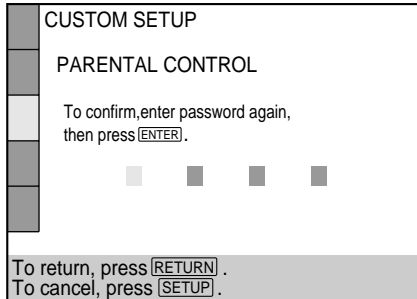 CUSTOM SETUP
PARENTAL CONTROL
To confirm,enter password again,
then press ENTER .
To return, press RETURN .
To cancel, press SETUP .